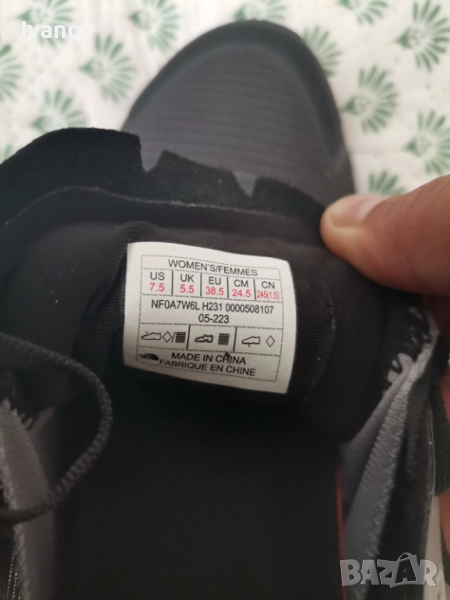 ivanov
WOMEN'S/FEMMES
US UK EU CM CN
7.5 5.5 38.5 24.5 245(1.5)
NF0A7W6L H231 0000508107
05-223
MADE IN CHINA
FABRIQUE EN CHINE
BAZAR